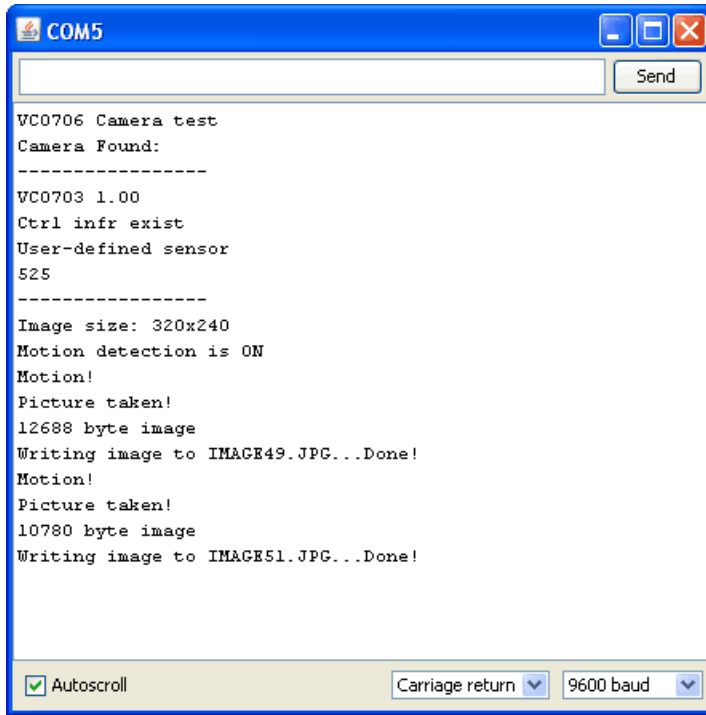 COM5
Send
VC0706 Camera test
Camera Found:
-----------------
VC0703 1.00
Ctrl infr exist
User-defined sensor
525
-----------------
Image size: 320x240
Motion detection is ON
Motion!
Picture taken!
12688 byte image
Writing image to IMAGE49.JPG...Done!
Motion!
Picture taken!
10780 byte image
Writing image to IMAGE51.JPG...Done!
Autoscroll Carriage return 9600 baud